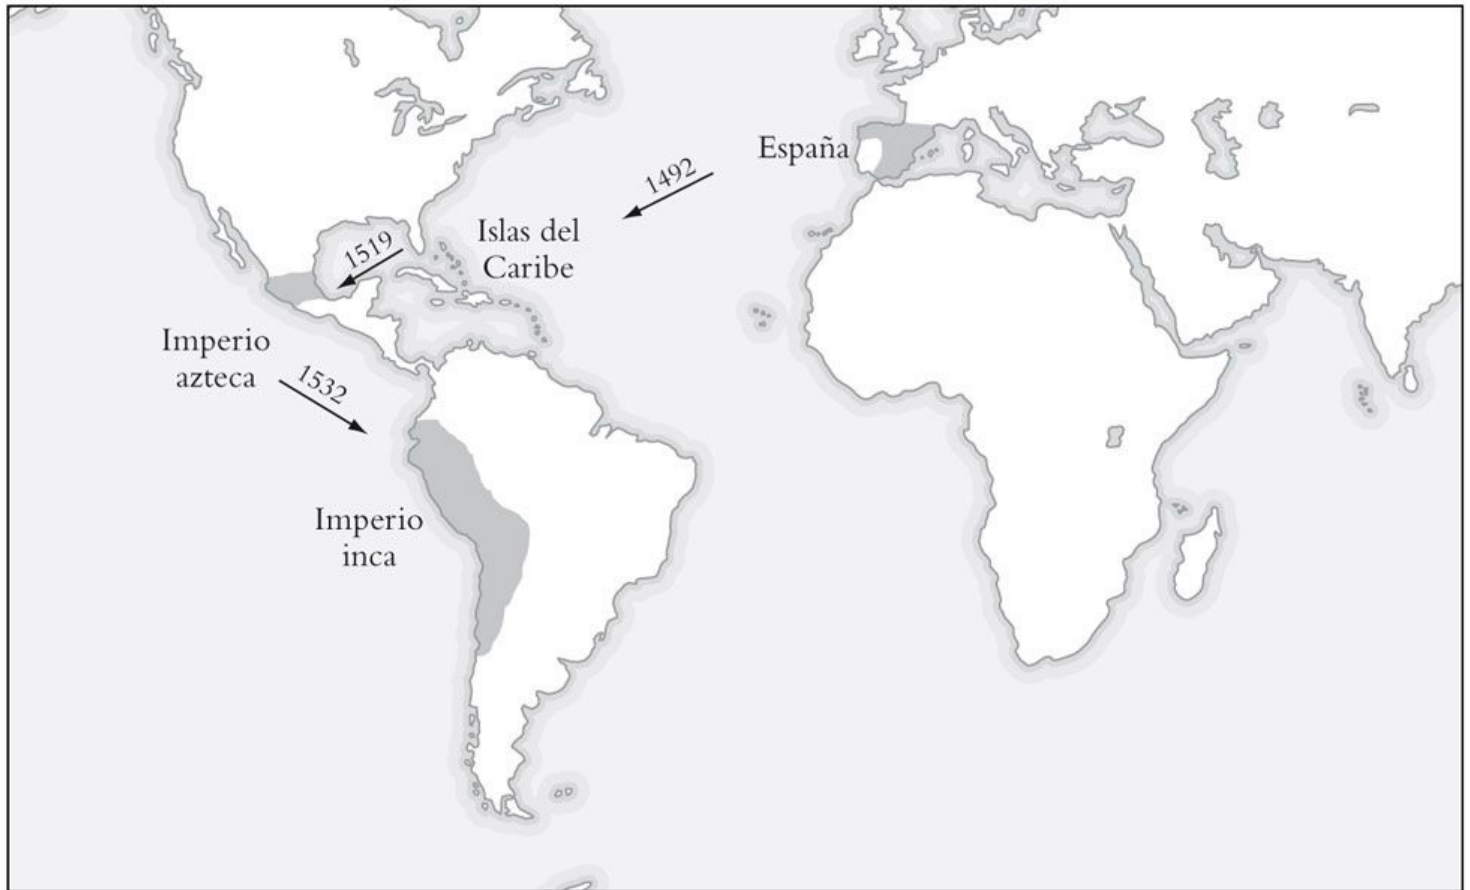 España
1492
Islas del
Caribe
1519
Imperio
azteca
1532
Imperio
inca